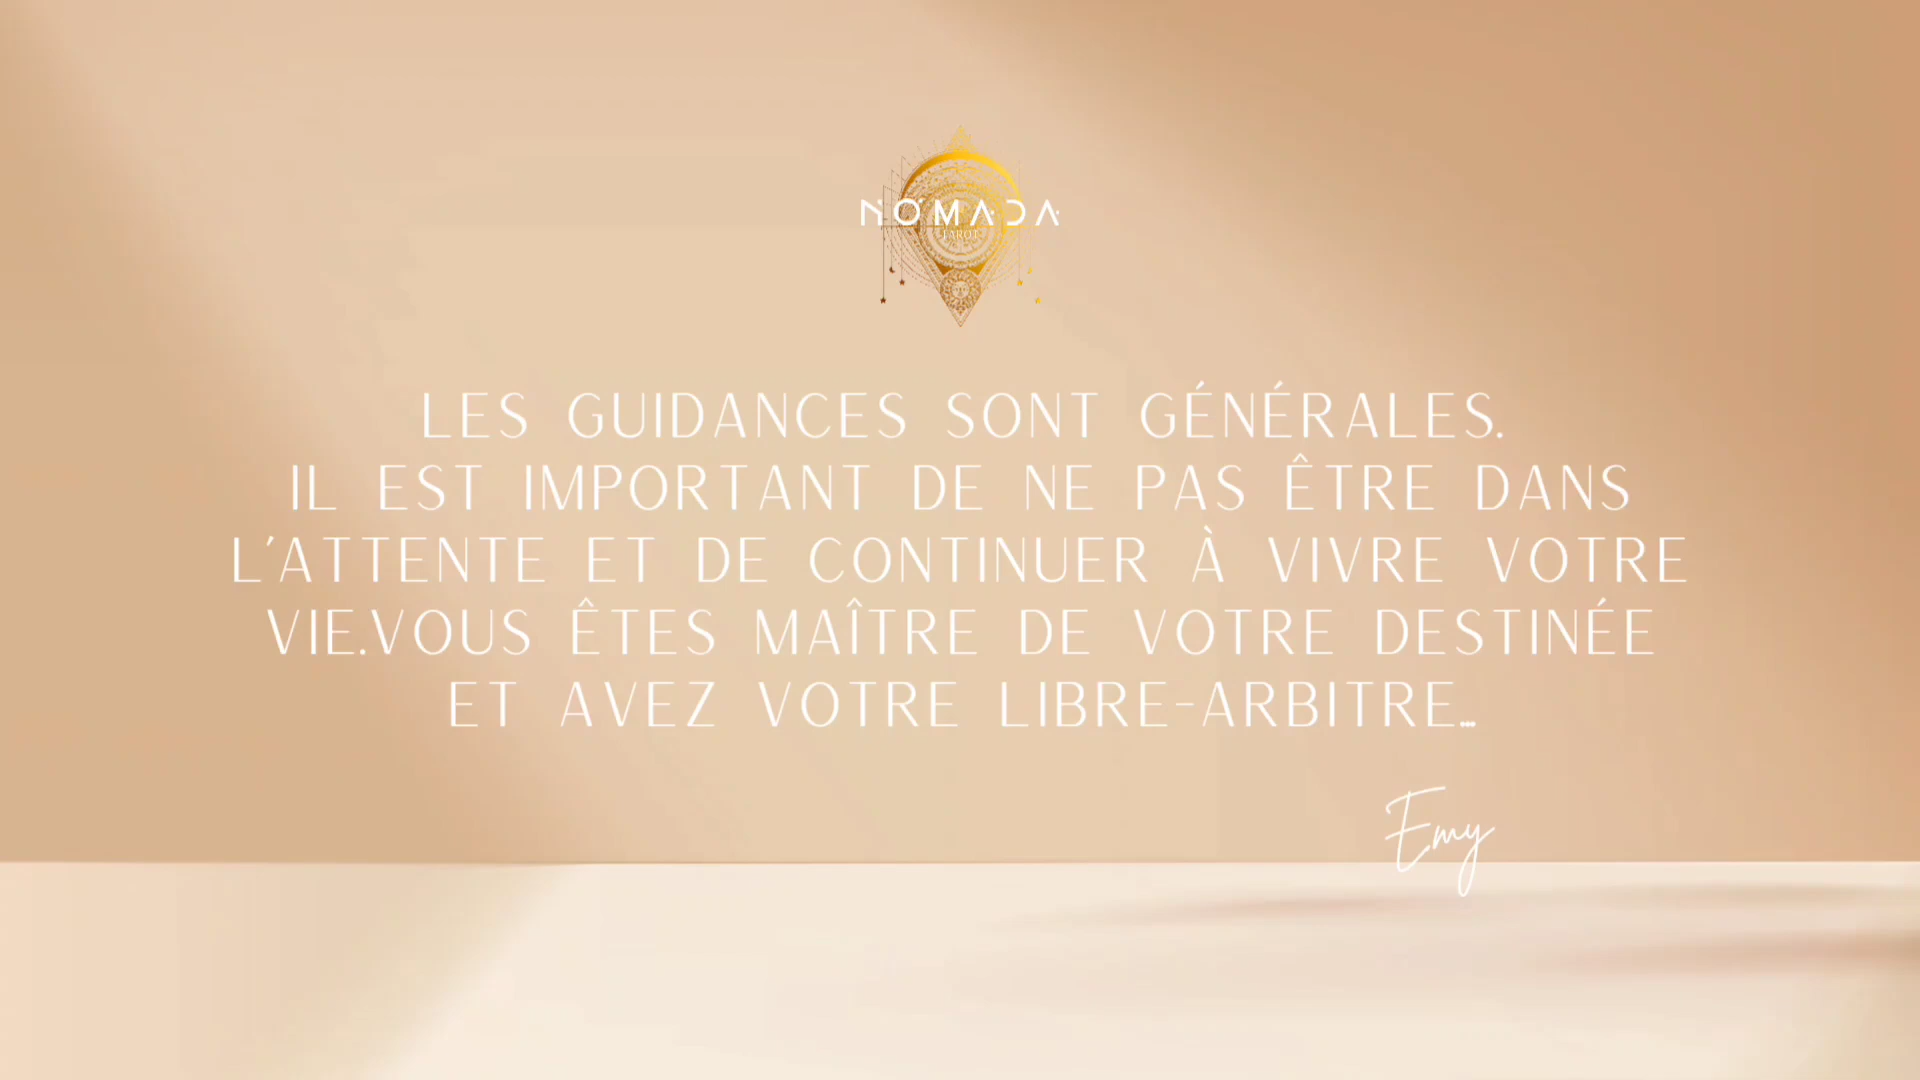 NOMADA
TAROT
LES GUIDANCES SONT GÉNÉRALES.
IL EST IMPORTANT DE NE PAS ÊTRE DANS
L'ATTENTE ET DE CONTINUER À VIVRE VOTRE
VIE.VOUS ÊTES MAÎTRE DE VOTRE DESTINÉE
ET AVEZ VOTRE LIBRE-ARBITRE...
Emy